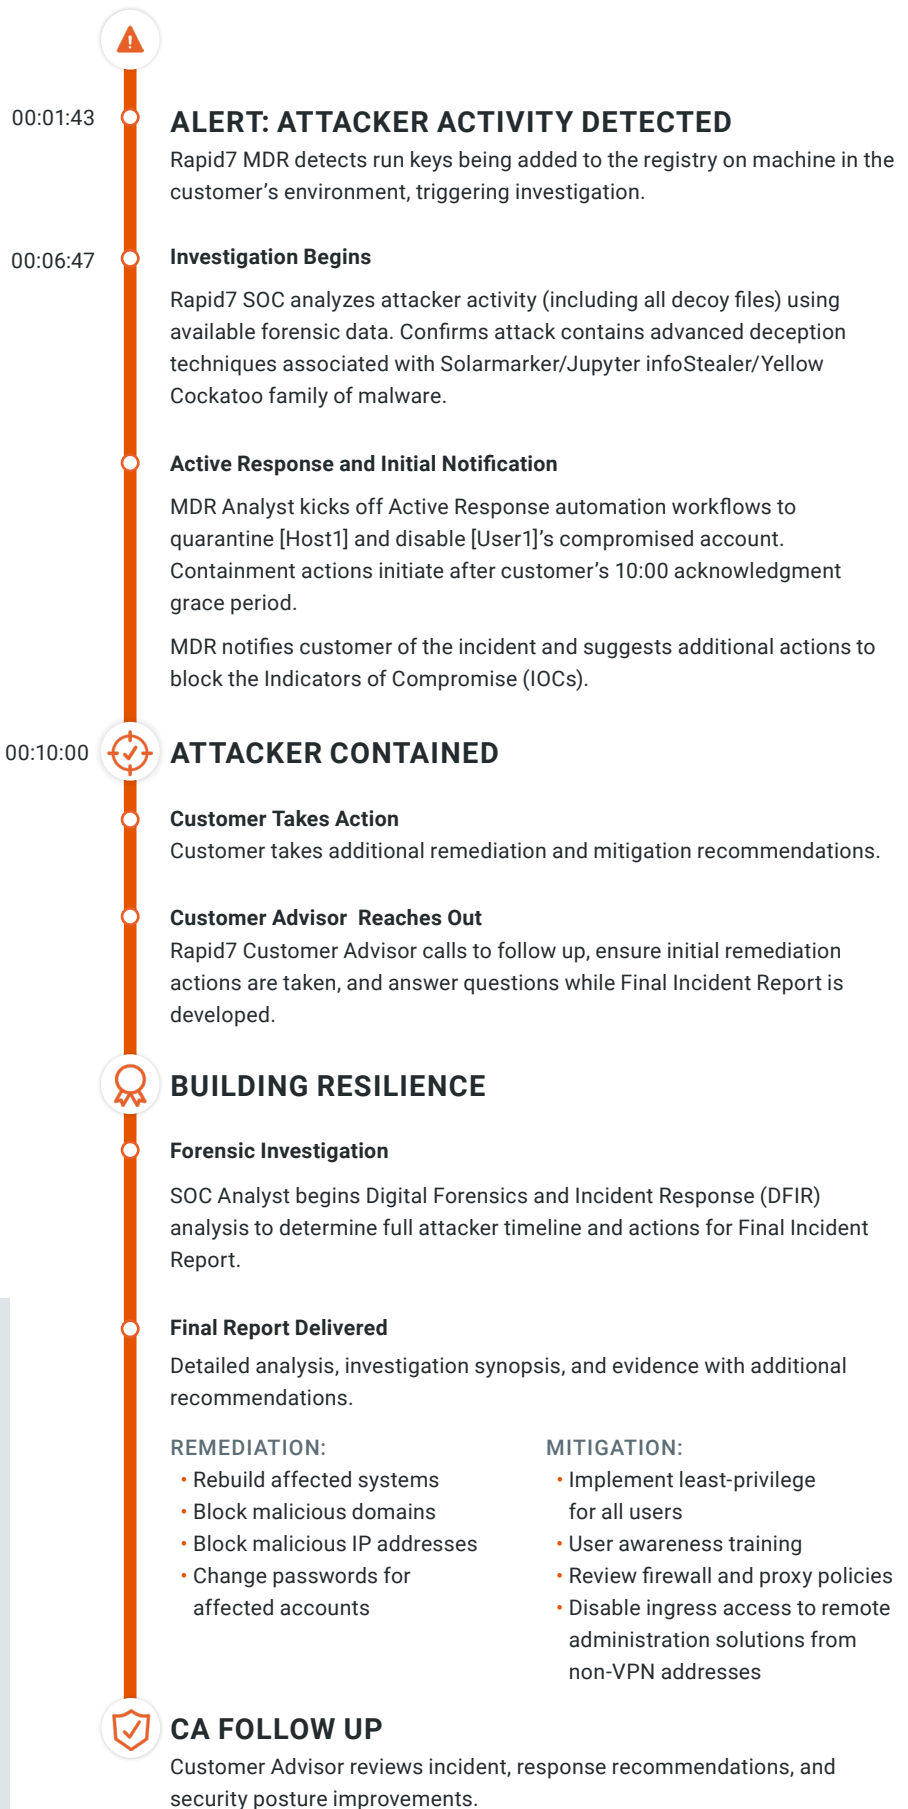 00:01:43
ALERT: ATTACKER ACTIVITY DETECTED
Rapid7 MDR detects run keys being added to the registry on machine in the
customer's environment, triggering investigation.
00:06:47
Investigation Begins
Rapid7 SOC analyzes attacker activity (including all decoy files) using
available forensic data. Confirms attack contains advanced deception
techniques associated with Solarmarker/Jupyter infoStealer/Yellow
Cockatoo family of malware.
Active Response and Initial Notification
MDR Analyst kicks off Active Response automation workflows to
quarantine [Host1] and disable [User1]'s compromised account.
Containment actions initiate after customer's 10:00 acknowledgment
grace period.
MDR notifies customer of the incident and suggests additional actions to
block the Indicators of Compromise (IOCs).
00:10:00
ATTACKER CONTAINED
Customer Takes Action
Customer takes additional remediation and mitigation recommendations.
Customer Advisor  Reaches Out
Rapid7 Customer Advisor calls to follow up, ensure initial remediation
actions are taken, and answer questions while Final Incident Report is
developed.
BUILDING RESILIENCE
Forensic Investigation
SOC Analyst begins Digital Forensics and Incident Response (DFIR)
analysis to determine full attacker timeline and actions for Final Incident
Report.
Final Report Delivered
Detailed analysis, investigation synopsis, and evidence with additional
recommendations.
REMEDIATION:
• Rebuild affected systems
• Block malicious domains
• Block malicious IP addresses
• Change passwords for
affected accounts
MITIGATION:
• Implement least-privilege
for all users
• User awareness training
• Review firewall and proxy policies
• Disable ingress access to remote
administration solutions from
non-VPN addresses
CA FOLLOW UP
Customer Advisor reviews incident, response recommendations, and
security posture improvements.